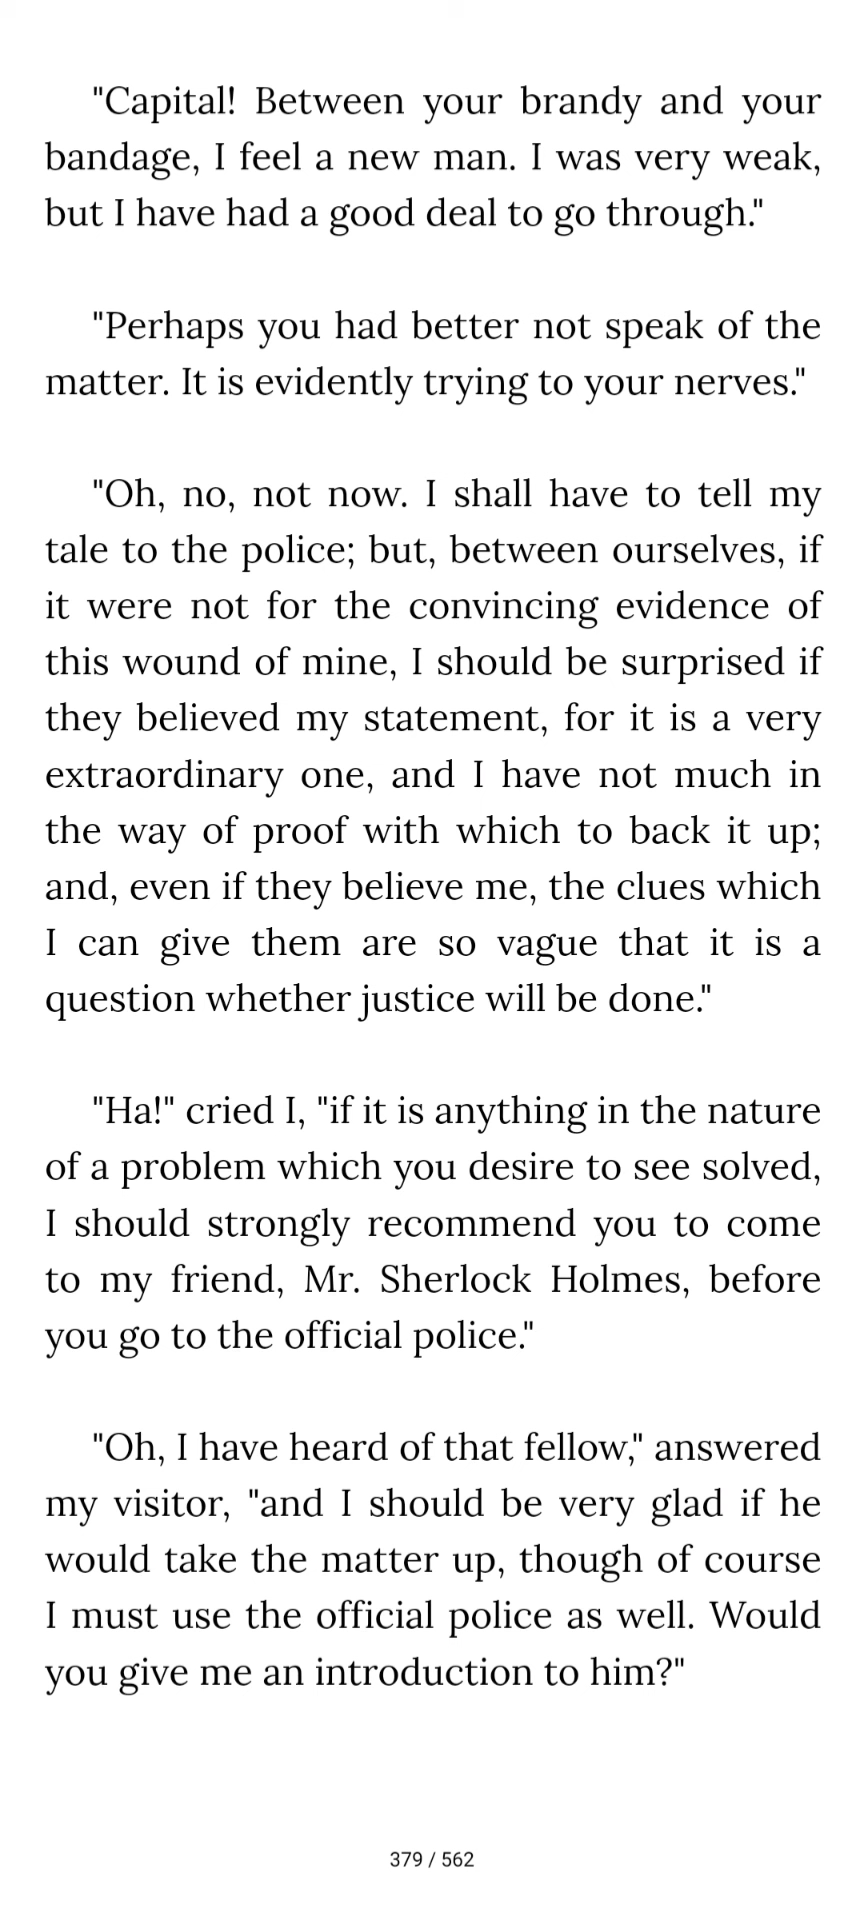 "Capital! Between your brandy and your
bandage, I feel a new man. I was very weak,
but I have had a good deal to go through."
"Perhaps you had better not speak of the
matter. It is evidently trying to your nerves."
"Oh, no, not now. I shall have to tell my
tale to the police; but, between ourselves, if
it were not for the convincing evidence of
this wound of mine, I should be surprised if
they believed my statement, for it is a very
extraordinary one, and I have not much in
the way of proof with which to back it up;
and, even if they believe me, the clues which
I can give them are so vague that it is a
question whether justice will be done."
"Ha!" cried I, "if it is anything in the nature
of a problem which you desire to see solved,
I should strongly recommend you to come
to my friend, Mr. Sherlock Holmes, before
you go to the official police."
"Oh, I have heard of that fellow," answered
my visitor, "and I should be very glad if he
would take the matter up, though of course
I must use the official police as well. Would
you give me an introduction to him?"
379 / 562